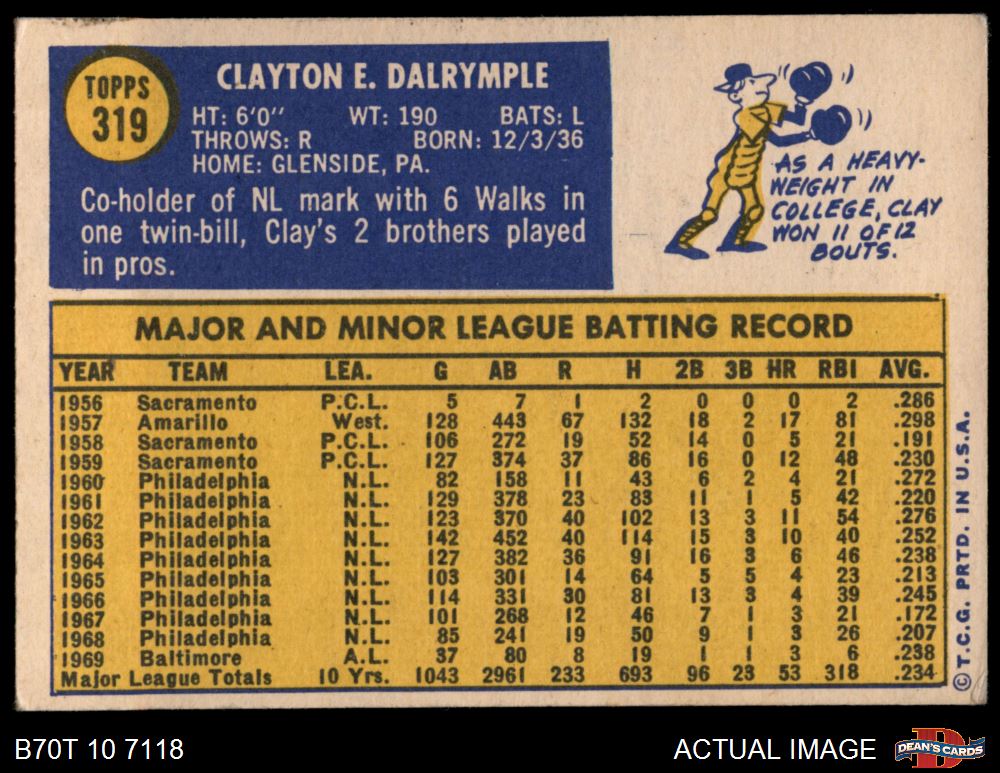 TOPPS
319
CLAYTON E. DALRYMPLE
HT: 6'0" WT: 190 BATS: L
THROWS: R BORN: 12/3/36
HOME: GLENSIDE, PA.
Co-holder of NL mark with 6 Walks in
one twin-bill, Clay's 2 brothers played
in pros.
AS A HEAVY-
WEIGHT IN
COLLEGE, CLAY
WON 11 OF 12
BOUTS.
MAJOR AND MINOR LEAGUE BATTING RECORD
YEAR TEAM LEA. G AB R H 2B 3B HR RBI AVG.
1956 Sacramento P.C.L. 5 7 1 2 0 0 0 2 .286
1957 Amarillo West. 128 443 67 132 18 2 17 81 .298
1958 Sacramento P.C.L. 106 272 19 52 14 0 5 21 .191
1959 Sacramento P.C.L. 127 374 37 86 16 0 12 48 .230
1960 Philadelphia N.L. 82 158 11 43 6 2 4 21 .272
1961 Philadelphia N.L. 129 378 23 83 11 1 5 42 .220
1962 Philadelphia N.L. 123 370 40 102 13 3 11 54 .276
1963 Philadelphia N.L. 142 452 40 114 15 3 10 40 .252
1964 Philadelphia N.L. 127 382 36 91 16 3 6 46 .238
1965 Philadelphia N.L. 103 301 14 64 5 5 4 23 .213
1966 Philadelphia N.L. 114 331 30 81 13 3 4 39 .245
1967 Philadelphia N.L. 101 268 12 46 7 1 3 21 .172
1968 Philadelphia N.L. 85 241 19 50 9 1 3 26 .207
1969 Baltimore A.L. 37 80 8 19 1 1 3 6 .238
Major League Totals 10 Yrs. 1043 2961 233 693 96 23 53 318 .234
©T.C.G. PRTD. IN U.S.A.
B70T 10 7118 ACTUAL IMAGE
DEAN'S CARDS